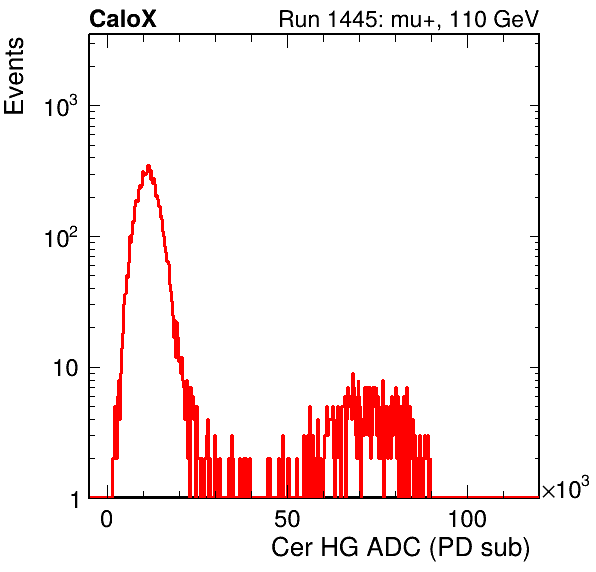 CaloX Run 1445: mu+, 110 GeV
Events
10³
10²
10
1
0 50 100 ×10³
Cer HG ADC (PD sub)